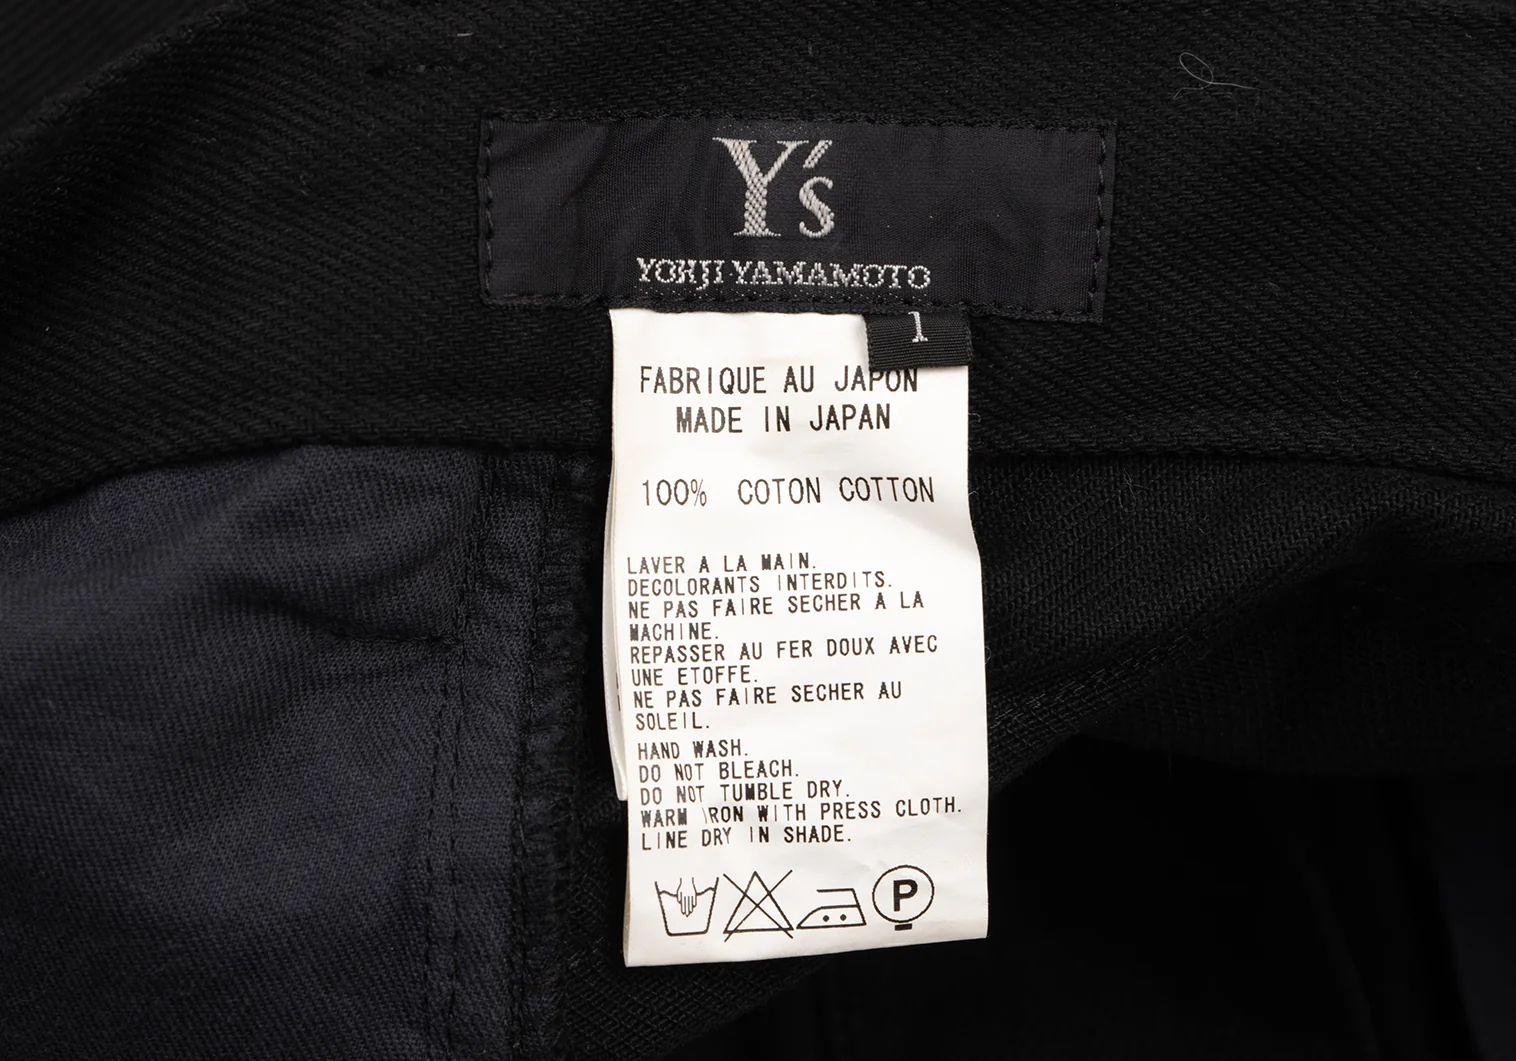 Y's
YOHJI YAMAMOTO
1
FABRIQUE AU JAPON
MADE IN JAPAN
100% COTON COTTON
LAVER A LA MAIN.
DECOLORANTS INTERDITS.
NE PAS FAIRE SECHER A LA
MACHINE.
REPASSER AU FER DOUX AVEC
UNE ETOFFE.
NE PAS FAIRE SECHER AU
SOLEIL.
HAND WASH.
DO NOT BLEACH.
DO NOT TUMBLE DRY.
WARM IRON WITH PRESS CLOTH.
LINE DRY IN SHADE.
P